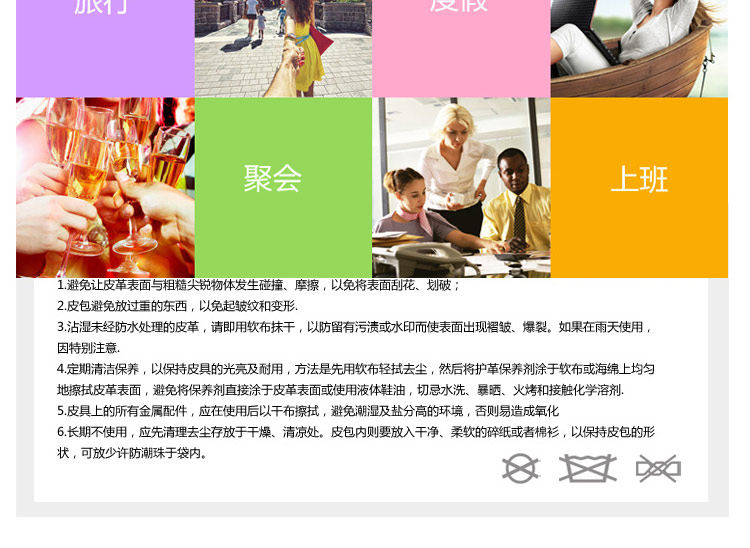 旅行
度假
聚会
上班
1.避免让皮革表面与粗糙尖锐物体发生碰撞、摩擦，以免将表面刮花、划破；
2.皮包避免放过重的东西，以免起皱纹和变形.
3.沾湿未经防水处理的皮革，请即用软布抹干，以防留有污渍或水印而使表面出现褶皱、爆裂。如果在雨天使用，
因特别注意.
4.定期清洁保养，以保持皮具的光亮及耐用，方法是先用软布轻拭去尘，然后将护革保养剂涂于软布或海绵上均匀
地擦拭皮革表面，避免将保养剂直接涂于皮革表面或使用液体鞋油，切忌水洗、暴晒、火烤和接触化学溶剂.
5.皮具上的所有金属配件，应在使用后以干布擦拭，避免潮湿及盐分高的环境，否则易造成氧化
6.长期不使用，应先清理去尘存放于干燥、清凉处。皮包内则要放入干净、柔软的碎纸或者棉衫，以保持皮包的形
状，可放少许防潮珠于袋内。